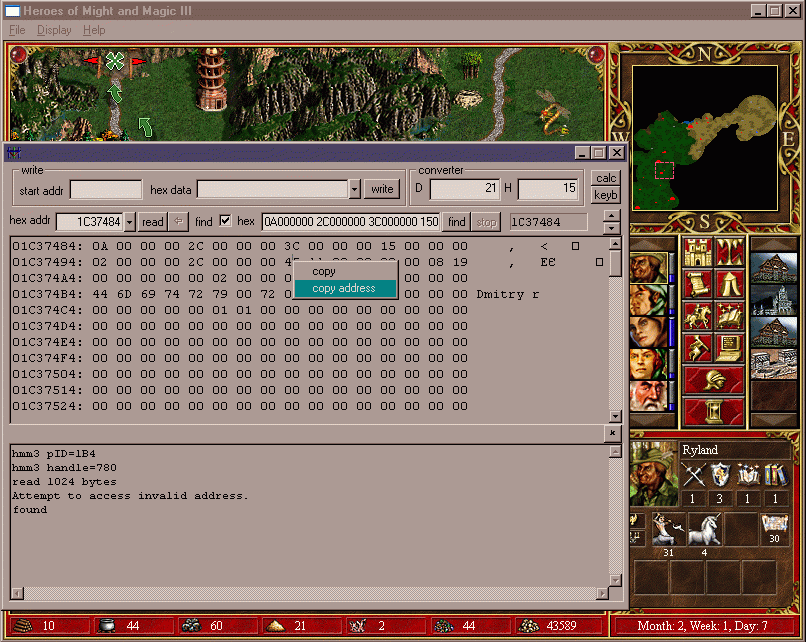 Heroes of Might and Magic III
File Display Help
N
W E
S
write
start addr hex data write
converter
D 21 H 15
calc
keyb
hex addr 1C37484 read find hex 0A000000 2C000000 3C000000 150 find stop 1C37484
01C37484: 0A 00 00 00 2C 00 00 00 3C 00 00 00 15 00 00 00 , <
01C37494: 02 00 00 00 2C 00 00 00 00 08 19 ,
01C374A4: 00 00 00 00 00 00 02 00 00 00 00 00
copy
copy address
01C374B4: 44 6D 69 74 72 79 00 72 00 00 00 Dmitry r
01C374C4: 00 00 00 00 00 00 01 01 00 00 00 00 00 00 00 00
01C374D4: 00 00 00 00 00 00 00 00 00 00 00 00 00 00 00 00
01C374E4: 00 00 00 00 00 00 00 00 00 00 00 00 00 00 00 00
01C374F4: 00 00 00 00 00 00 00 00 00 00 00 00 00 00 00 00
01C37504: 00 00 00 00 00 00 00 00 00 00 00 00 00 00 00 00
01C37514: 00 00 00 00 00 00 00 00 00 00 00 00 00 00 00 00
01C37524: 00 00 00 00 00 00 00 00 00 00 00 00 00 00 00 00
hmm3 pID=1B4
hmm3 handle=780
read 1024 bytes
Attempt to access invalid address.
found
Ryland
1 3 1 1
31 4 30
10 44 60 21 2 44 43589 Month: 2, Week: 1, Day: 7